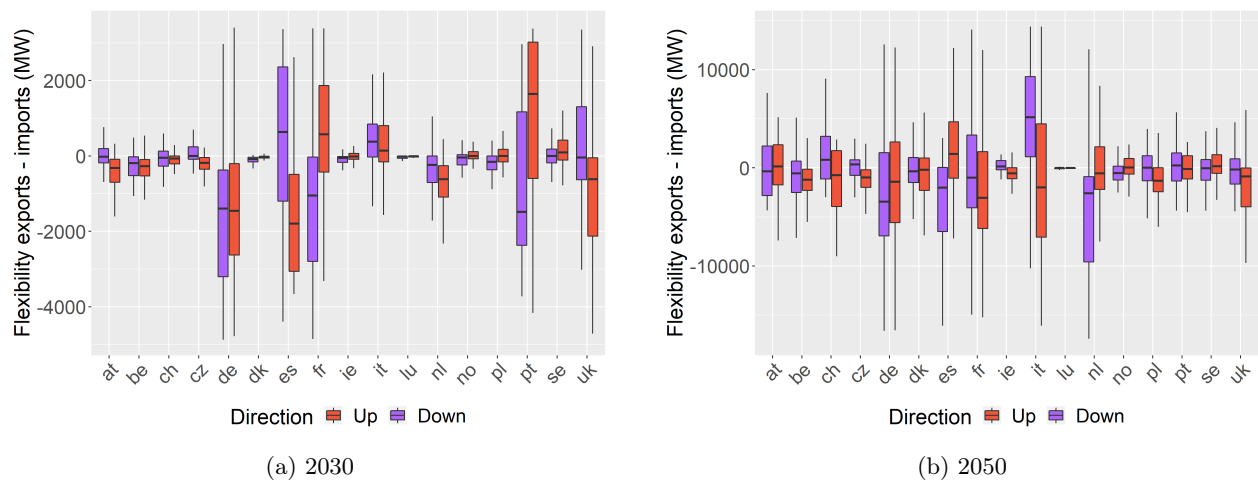 Flexibility exports - imports (MW)
2000
0
-2000
-4000
at be ch cz de dk es fr ie it lu nl no pl pt se uk
Direction Up Down
(a) 2030
Flexibility exports - imports (MW)
10000
0
-10000
at be ch cz de dk es fr ie it lu nl no pl pt se uk
Direction Up Down
(b) 2050